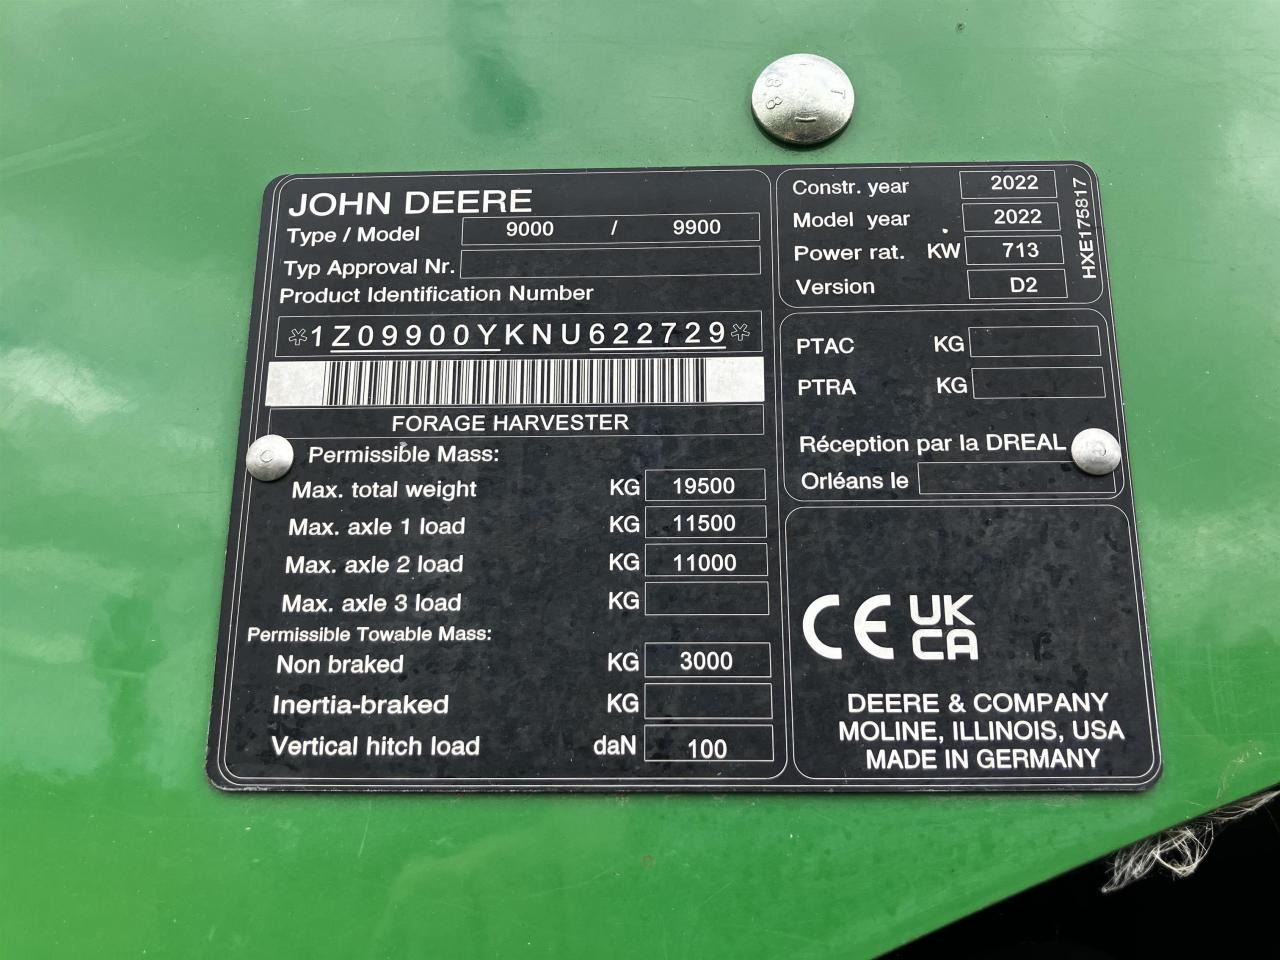 JOHN DEERE
Type / Model 9000 / 9900
Typ Approval Nr.
Product Identification Number
*1Z09900YKNU622729*
FORAGE HARVESTER
Permissible Mass:
Max. total weight KG 19500
Max. axle 1 load KG 11500
Max. axle 2 load KG 11000
Max. axle 3 load KG
Permissible Towable Mass:
Non braked KG 3000
Inertia-braked KG
Vertical hitch load daN 100
Constr. year 2022
Model year 2022
Power rat. KW 713
Version D2
HXE175817
PTAC KG
PTRA KG
Réception par la DREAL
Orléans le
CE UK
CA
DEERE & COMPANY
MOLINE, ILLINOIS, USA
MADE IN GERMANY